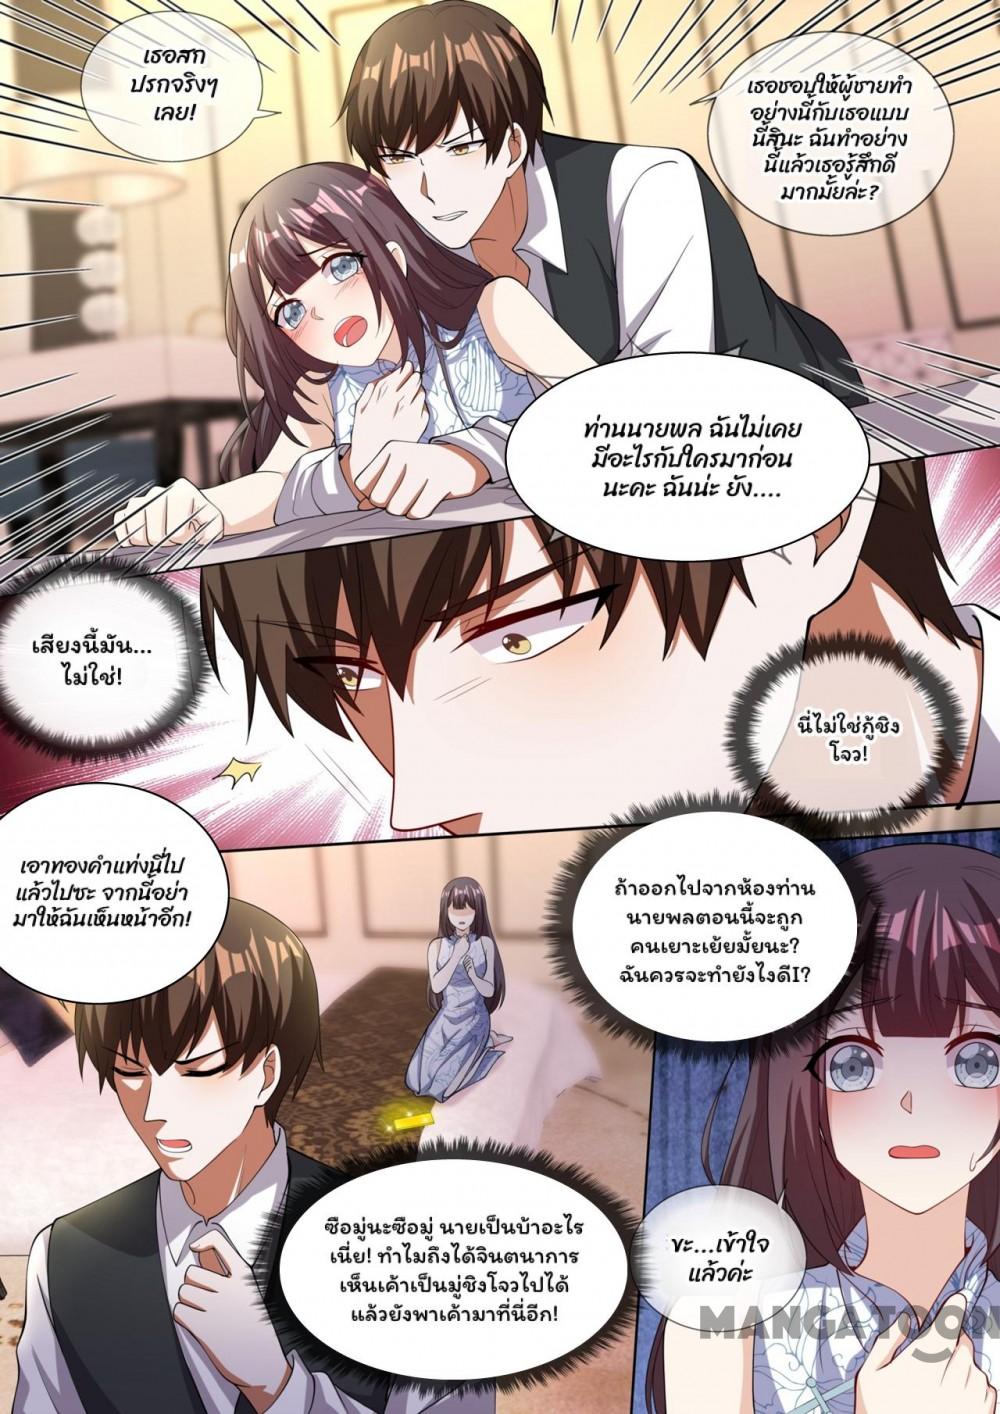 เธอสก
ปรกจริงๆ
เลย!
เธอชอบให้ผู้ชายทำ
อย่างนี้กับเธอแบบ
นี้สินะ ฉันทำอย่าง
นี้แล้วเธอรู้สึกดี
มากมั้ยล่ะ?
ท่านนายพล ฉันไม่เคย
มีอะไรกับใครมาก่อน
นะคะ ฉันน่ะ ยัง....
เสียงนี้มัน...
ไม่ใช่!
นี่ไม่ใช่กู้ชิง
โจว!
เอาทองคำแท่งนี่ไป
แล้วไปซะ จากนี้อย่า
มาให้ฉันเห็นหน้าอีก!
ถ้าออกไปจากห้องท่าน
นายพลตอนนี้จะถูก
คนเยาะเย้ยมั้ยนะ?
ฉันควรจะทำยังไงดีI?
ซือมู่นะซือมู่ นายเป็นบ้าอะไร
เนี่ย! ทำไมถึงได้จินตนาการ
เห็นเค้าเป็นมู่ชิงโจวไปได้
แล้วยังพาเค้ามาที่นี่อีก!
ขะ...เข้าใจ
แล้วค่ะ
MANGATOON